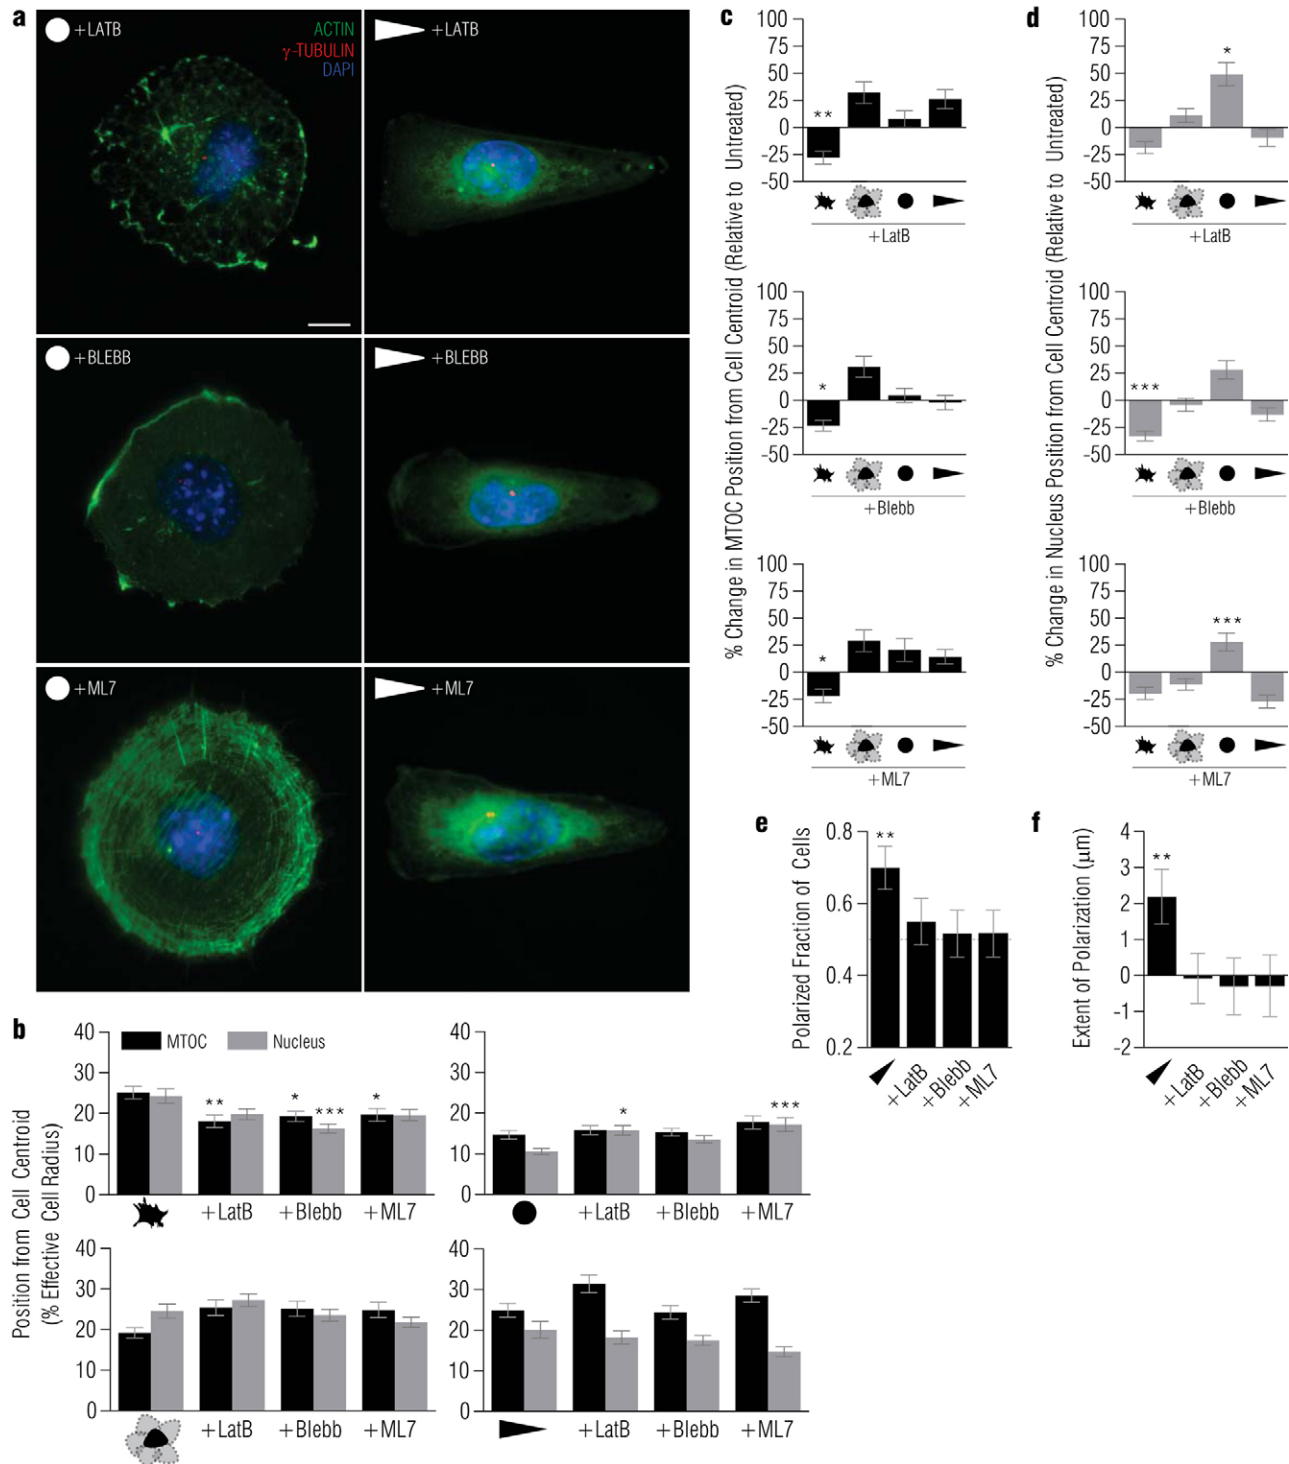 a
+LATB
ACTIN
γ-TUBULIN
DAPI
+LATB
+BLEBB
+BLEBB
+ML7
+ML7
b
Position from Cell Centroid
(% Effective Cell Radius)
40
30
20
10
0
MTOC
Nucleus
**
*
***
*
+LatB
+Blebb
+ML7
40
30
20
10
0
*
***
+LatB
+Blebb
+ML7
40
30
20
10
0
+LatB
+Blebb
+ML7
40
30
20
10
0
+LatB
+Blebb
+ML7
c
% Change in MTOC Position from Cell Centroid (Relative to Untreated)
100
75
50
25
0
-25
-50
**
+LatB
100
75
50
25
0
-25
-50
*
+Blebb
100
75
50
25
0
-25
-50
*
+ML7
d
% Change in Nucleus Position from Cell Centroid (Relative to Untreated)
100
75
50
25
0
-25
-50
*
+LatB
100
75
50
25
0
-25
-50
***
+Blebb
100
75
50
25
0
-25
-50
***
+ML7
e
Polarized Fraction of Cells
0.8
0.6
0.4
0.2
**
+LatB
+Blebb
+ML7
f
Extent of Polarization (µm)
4
3
2
1
0
-1
-2
**
+LatB
+Blebb
+ML7